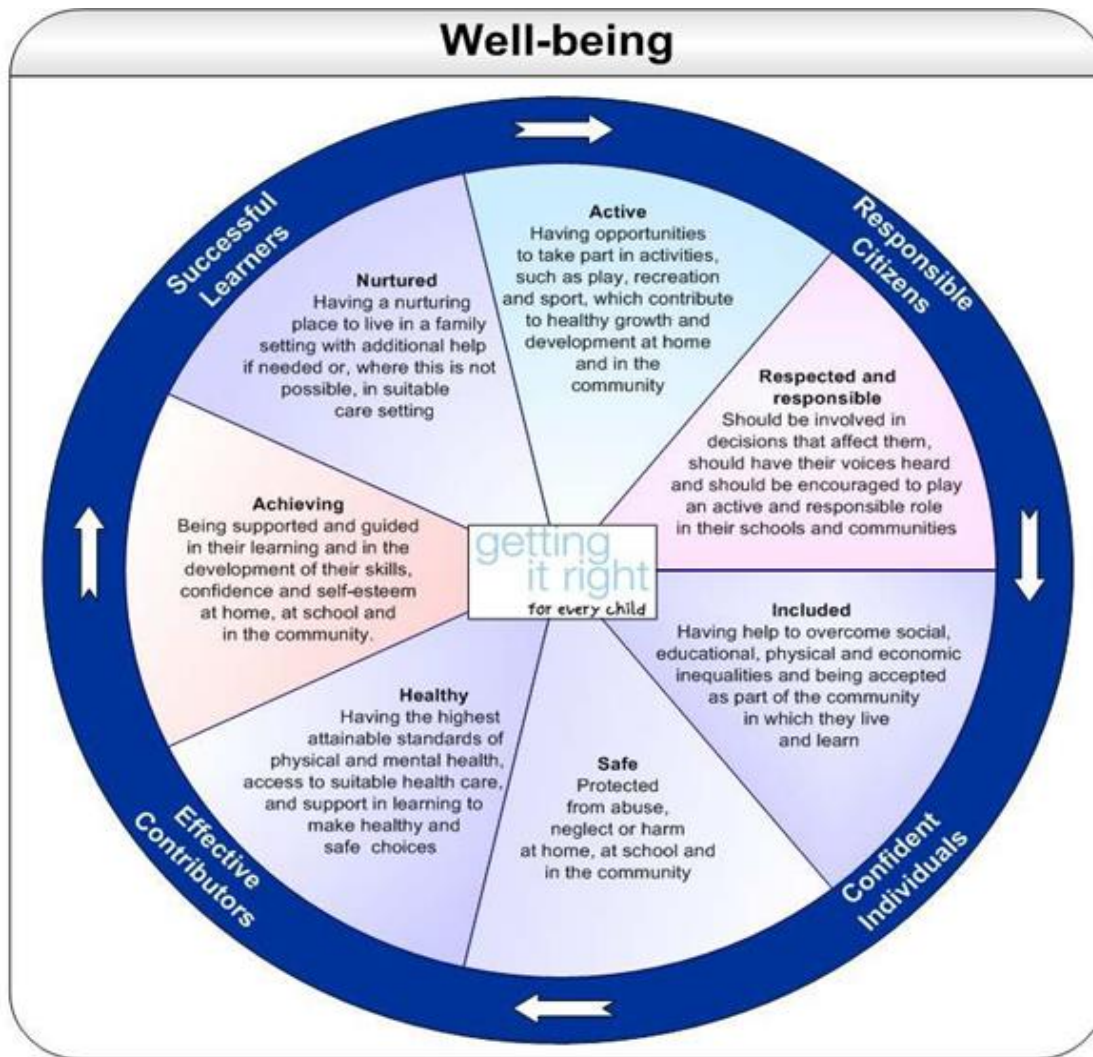 Well-being
Successful
Learners
Responsible
Citizens
Confident
Individuals
Effective
Contributors
Active
Having opportunities
to take part in activities,
such as play, recreation
and sport, which contribute
to healthy growth and
development at home
and in the
community
Respected and
responsible
Should be involved in
decisions that affect them,
should have their voices heard
and should be encouraged to play
an active and responsible role
in their schools and communities
Included
Having help to overcome social,
educational, physical and economic
inequalities and being accepted
as part of the community
in which they live
and learn
Safe
Protected
from abuse,
neglect or harm
at home, at school and
in the community
Healthy
Having the highest
attainable standards of
physical and mental health,
access to suitable health care,
and support in learning to
make healthy and
safe choices
Achieving
Being supported and guided
in their learning and in the
development of their skills,
confidence and self-esteem
at home, at school and
in the community.
Nurtured
Having a nurturing
place to live in a family
setting with additional help
if needed or, where this is not
possible, in suitable
care setting
getting
it right
for every child